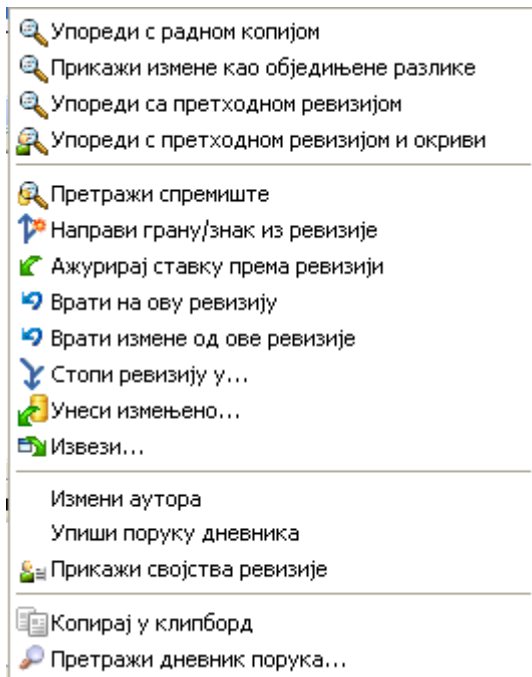 Упореди с радном копијом
Прикажи измене као обједињене разлике
Упореди са претходном ревизијом
Упореди с претходном ревизијом и окриви
Претражи спремиште
Направи грану/знак из ревизије
Ажурирај ставку према ревизији
Врати на ову ревизију
Врати измене од ове ревизије
Стопи ревизију у...
Унеси измењено...
Извези...
Измени аутора
Упиши поруку дневника
Прикажи својства ревизије
Копирај у клипборд
Претражи дневник порука...